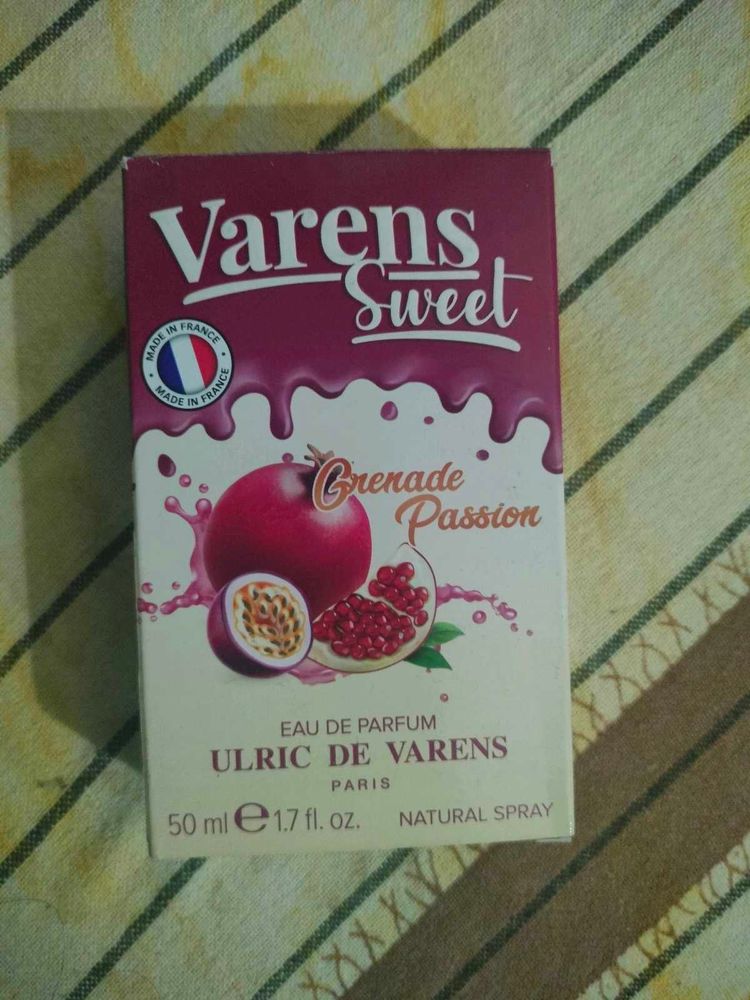 Varens
Sweet
MADE IN FRANCE
MADE IN FRANCE
Grenade
Passion
EAU DE PARFUM
ULRIC DE VARENS
PARIS
50 ml e 1.7 fl. oz.
NATURAL SPRAY